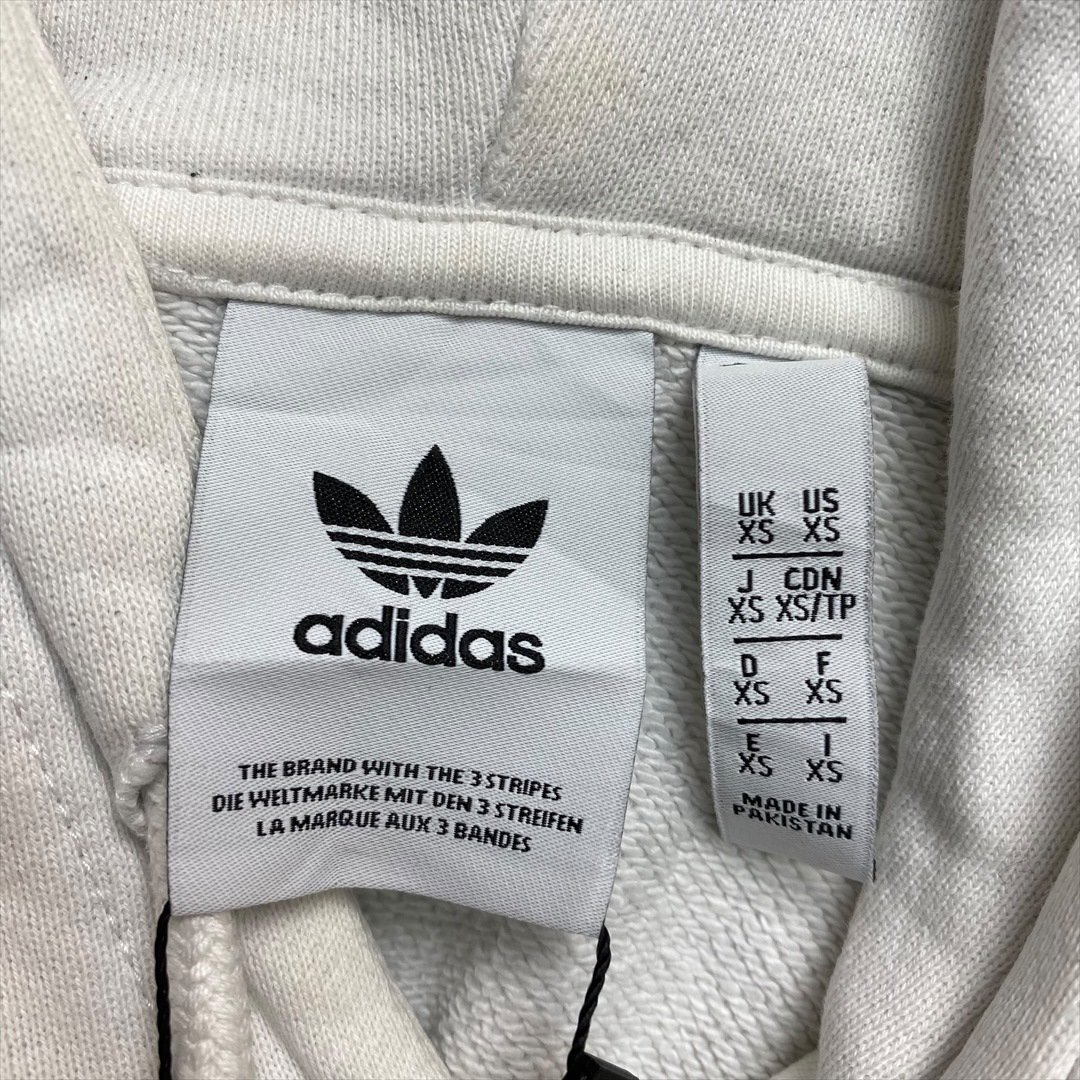 adidas
THE BRAND WITH THE 3 STRIPES
DIE WELTMARKE MIT DEN 3 STREIFEN
LA MARQUE AUX 3 BANDES
UK US
XS XS
J CDN
XS XS/TP
D F
XS XS
E I
XS XS
MADE IN
PAKISTAN